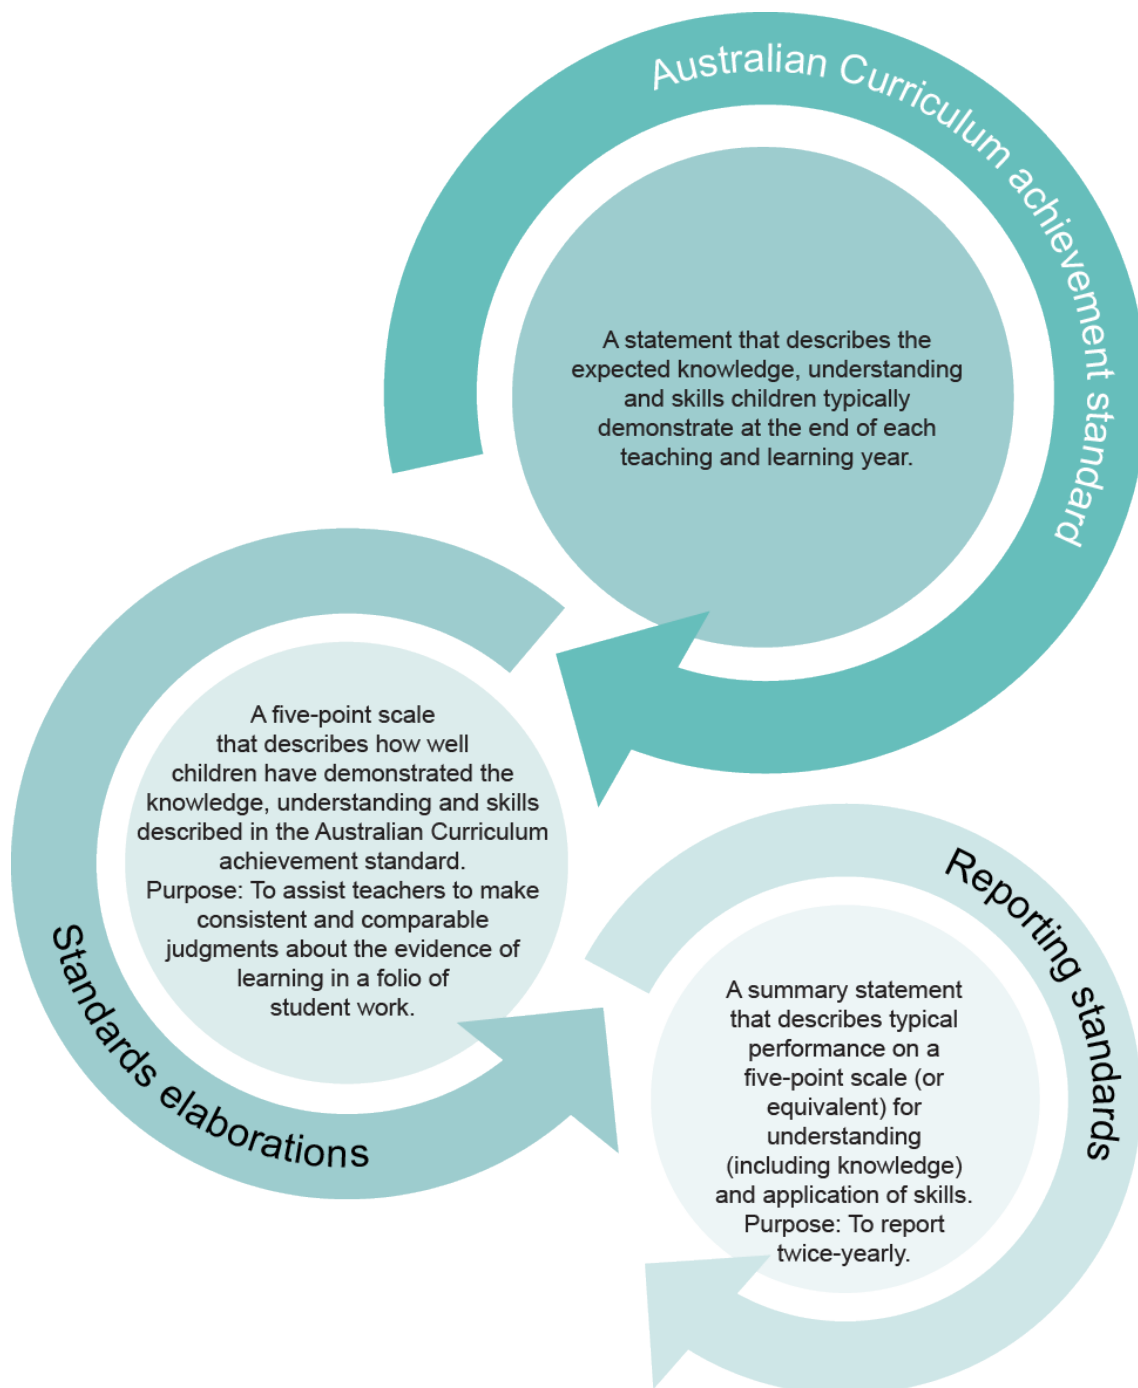 Australian Curriculum achievement standard
A statement that describes the
expected knowledge, understanding
and skills children typically
demonstrate at the end of each
teaching and learning year.
Standards elaborations
A five-point scale
that describes how well
children have demonstrated the
knowledge, understanding and skills
described in the Australian Curriculum
achievement standard.
Purpose: To assist teachers to make
consistent and comparable
judgments about the evidence of
learning in a folio of
student work.
Reporting standards
A summary statement
that describes typical
performance on a
five-point scale (or
equivalent) for
understanding
(including knowledge)
and application of skills.
Purpose: To report
twice-yearly.